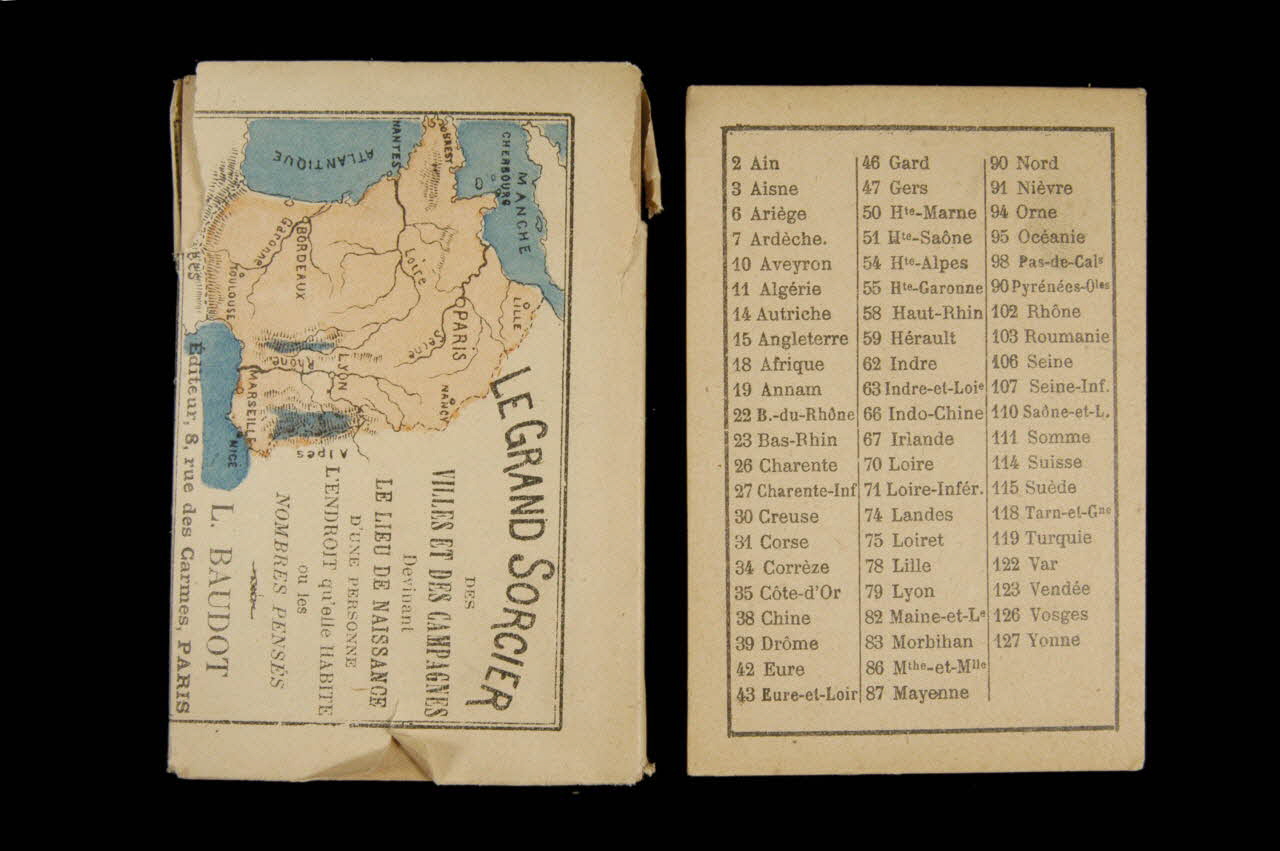 LE GRAND SORCIER
DES
VILLES ET DES CAMPAGNES
Devinant
LE LIEU DE NAISSANCE
D'UNE PERSONNE
L'ENDROIT qu'elle HABITE
ou les
NOMBRES PENSÉS
L. BAUDOT
Éditeur, 8, rue des Carmes, PARIS
MANCHE
CHERBOURG
BREST
NANTES
ATLANTIQUE
LILLE
PARIS
Seine
Loire
NANCY
BORDEAUX
Garonne
TOULOUSE
LYON
Rhône
MARSEILLE
NICE
Alpes
2 Ain
3 Aisne
6 Ariège
7 Ardèche.
10 Aveyron
11 Algérie
14 Autriche
15 Angleterre
18 Afrique
19 Annam
22 B.-du-Rhône
23 Bas-Rhin
26 Charente
27 Charente-Inf
30 Creuse
31 Corse
34 Corrèze
35 Côte-d'Or
38 Chine
39 Drôme
42 Eure
43 Eure-et-Loir
46 Gard
47 Gers
50 Hte-Marne
51 Hte-Saône
54 Hte-Alpes
55 Hte-Garonne
58 Haut-Rhin
59 Hérault
62 Indre
63 Indre-et-Loie
66 Indo-Chine
67 Irlande
70 Loire
71 Loire-Infér.
74 Landes
75 Loiret
78 Lille
79 Lyon
82 Maine-et-Le
83 Morbihan
86 Mthe-et-Mlle
87 Mayenne
90 Nord
91 Nièvre
94 Orne
95 Océanie
98 Pas-de-Cals
90 Pyrénées-Oles
102 Rhône
103 Roumanie
106 Seine
107 Seine-Inf.
110 Saône-et-L.
111 Somme
114 Suisse
115 Suède
118 Tarn-et-Gne
119 Turquie
122 Var
123 Vendée
126 Vosges
127 Yonne